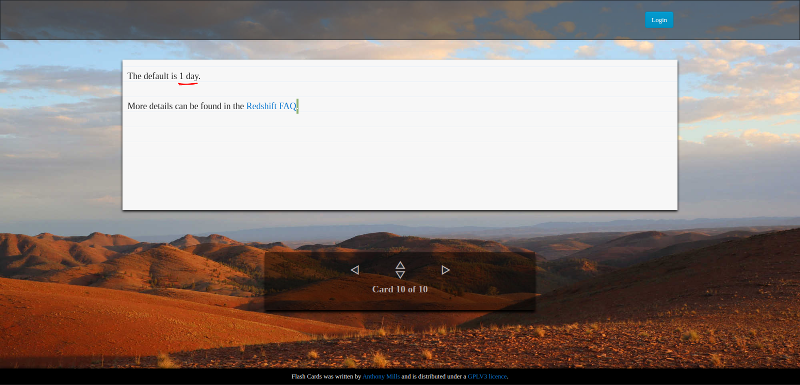 Login
The default is 1 day.
More details can be found in the Redshift FAQ
Card 10 of 10
Flash Cards was written by Anthony Mills and is distributed under a GPLV3 licence.